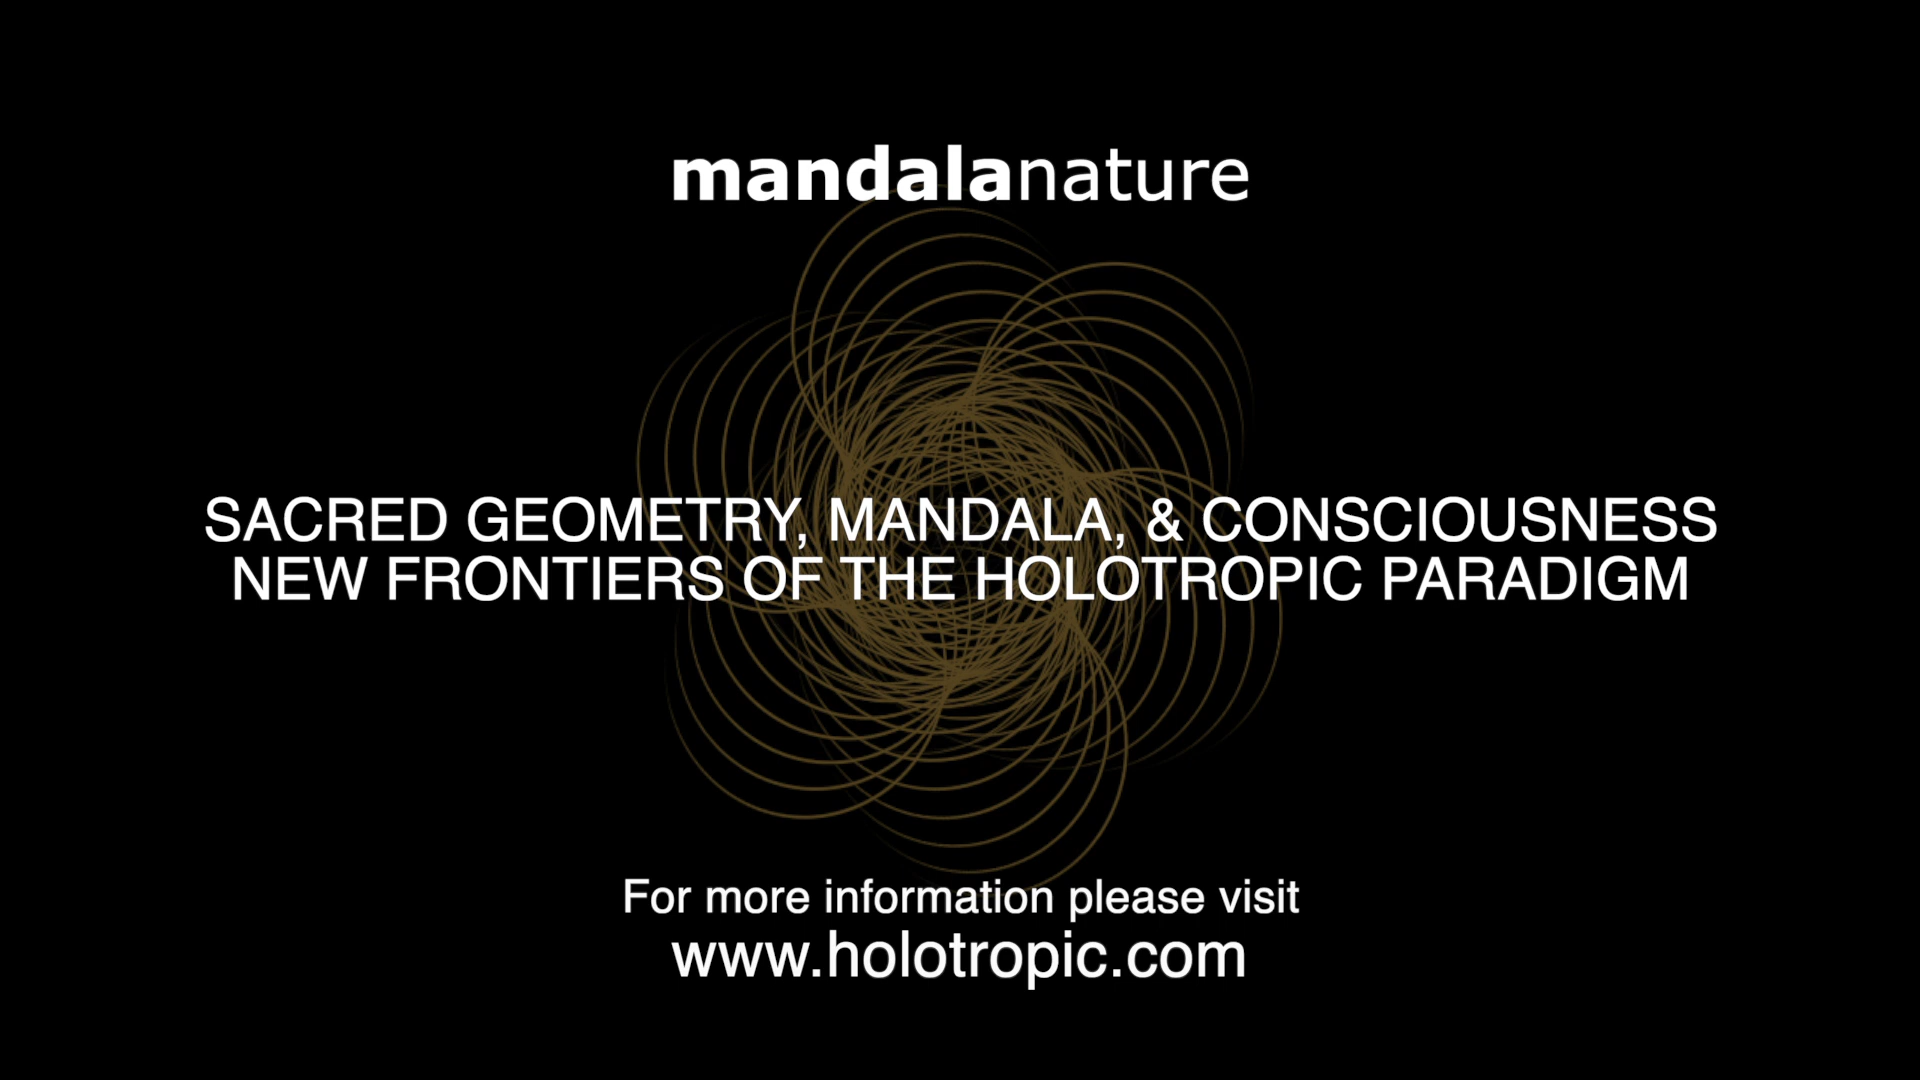 mandalanature
SACRED GEOMETRY, MANDALA, & CONSCIOUSNESS
NEW FRONTIERS OF THE HOLOTROPIC PARADIGM
For more information please visit
www.holotropic.com